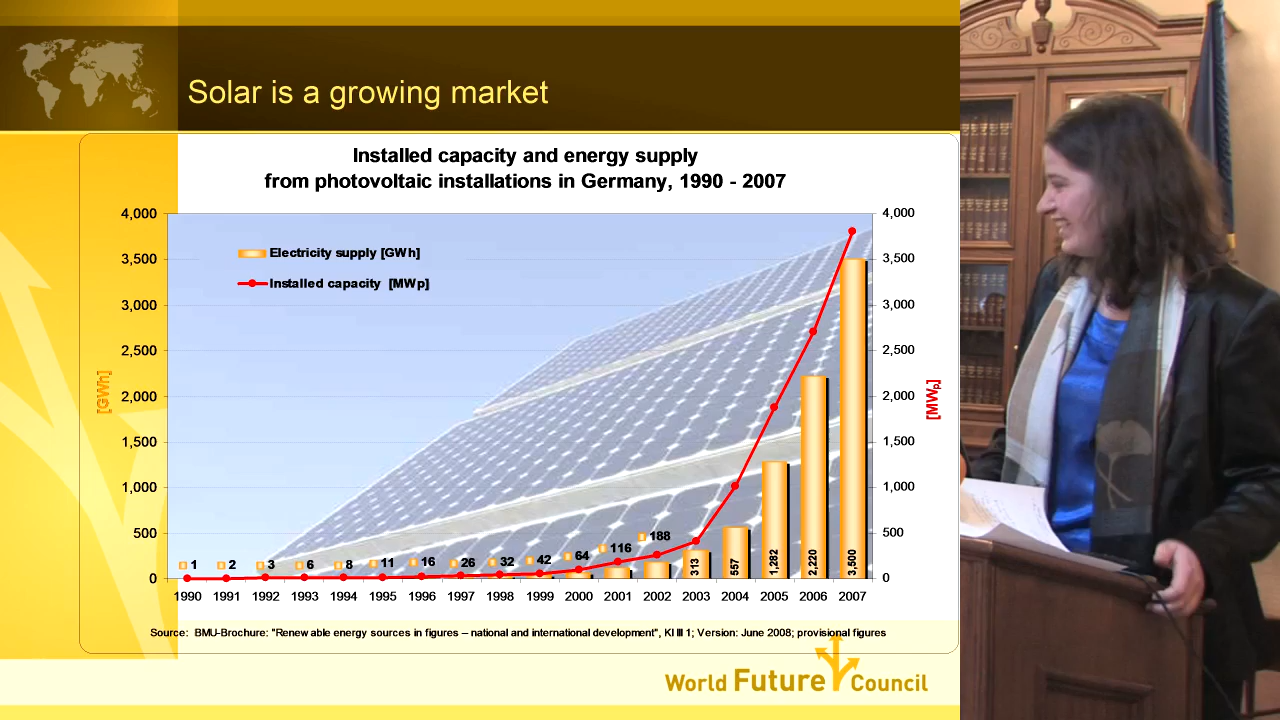 Solar is a growing market
Installed capacity and energy supply
from photovoltaic installations in Germany, 1990 - 2007
4,000
3,500
3,000
2,500
2,000
1,500
1,000
500
0
[GWh]
Electricity supply [GWh]
Installed capacity [MWp]
4,000
3,500
3,000
2,500
2,000
1,500
1,000
500
0
[MWp]
1 2 3 6 8 11 16 26 32 42 64 116 188 313 557 1,282 2,220 3,500
1990 1991 1992 1993 1994 1995 1996 1997 1998 1999 2000 2001 2002 2003 2004 2005 2006 2007
Source: BMU-Brochure: "Renew able energy sources in figures – national and international development", KI III 1; Version: June 2008; provisional figures
World Future Council